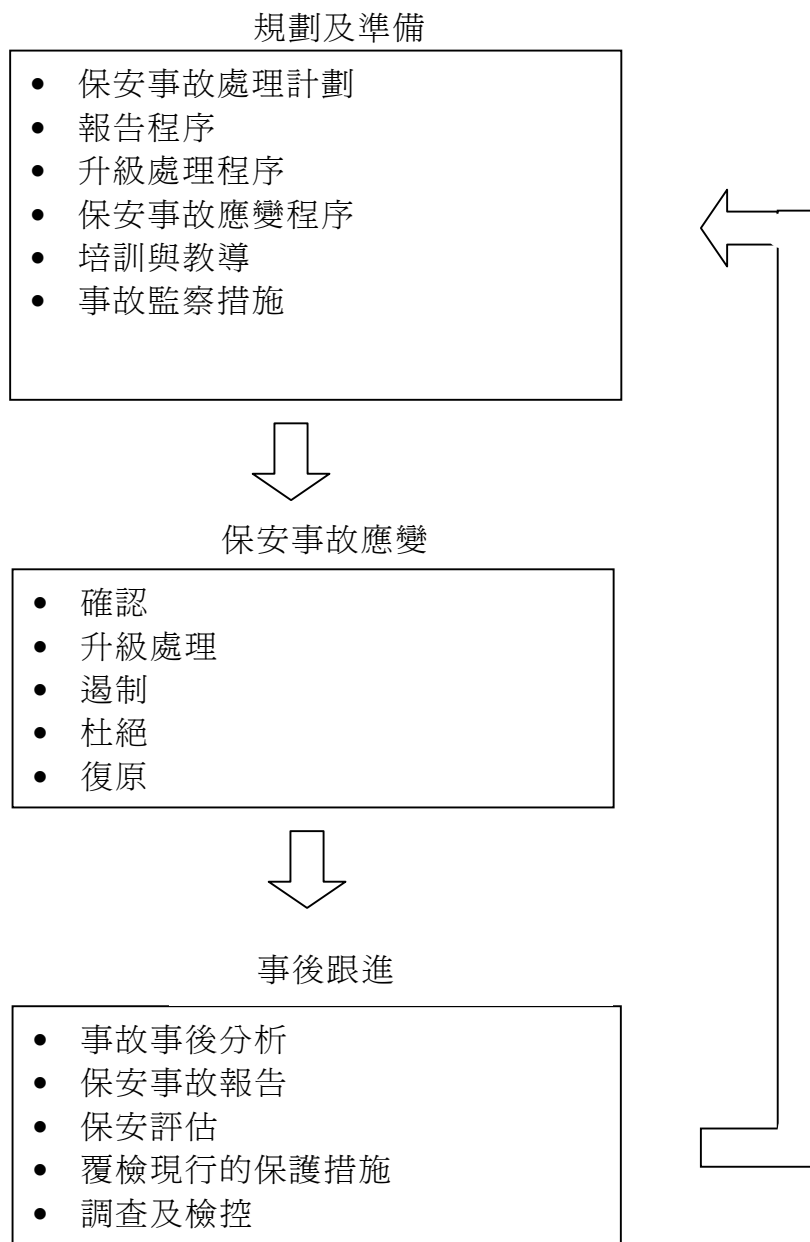 規劃及準備
• 保安事故處理計劃
• 報告程序
• 升級處理程序
• 保安事故應變程序
• 培訓與教導
• 事故監察措施
保安事故應變
• 確認
• 升級處理
• 遏制
• 杜絕
• 復原
事後跟進
• 事故事後分析
• 保安事故報告
• 保安評估
• 覆檢現行的保護措施
• 調查及檢控